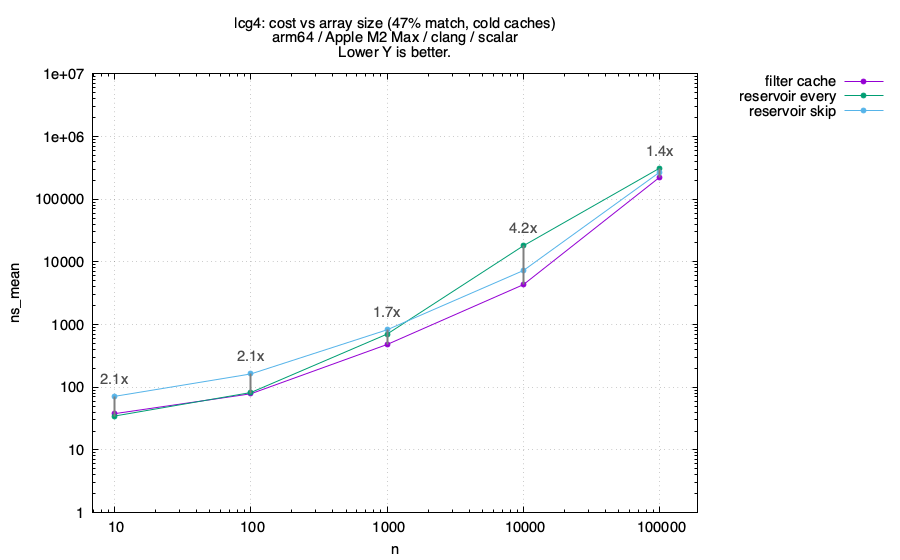 lcg4: cost vs array size (47% match, cold caches)
arm64 / Apple M2 Max / clang / scalar
Lower Y is better.
filter cache
reservoir every
reservoir skip
1e+07
1e+06
100000
10000
1000
100
10
1
ns_mean
2.1x
2.1x
1.7x
4.2x
1.4x
10
100
1000
10000
100000
n